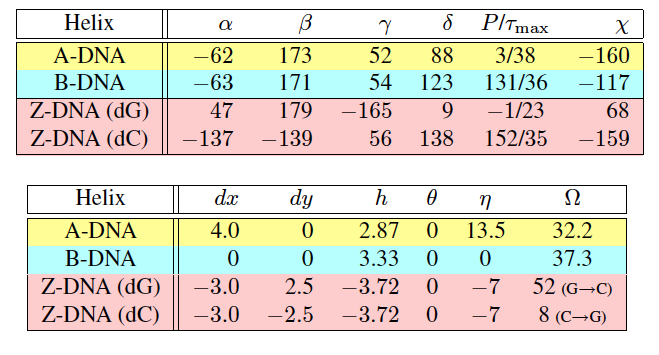 Helix α β γ δ P/τmax χ
A-DNA −62 173 52 88 3/38 −160
B-DNA −63 171 54 123 131/36 −117
Z-DNA (dG) 47 179 −165 9 −1/23 68
Z-DNA (dC) −137 −139 56 138 152/35 −159
Helix dx dy h θ η Ω
A-DNA 4.0 0 2.87 0 13.5 32.2
B-DNA 0 0 3.33 0 0 37.3
Z-DNA (dG) −3.0 2.5 −3.72 0 −7 52 (G→C)
Z-DNA (dC) −3.0 −2.5 −3.72 0 −7 8 (C→G)